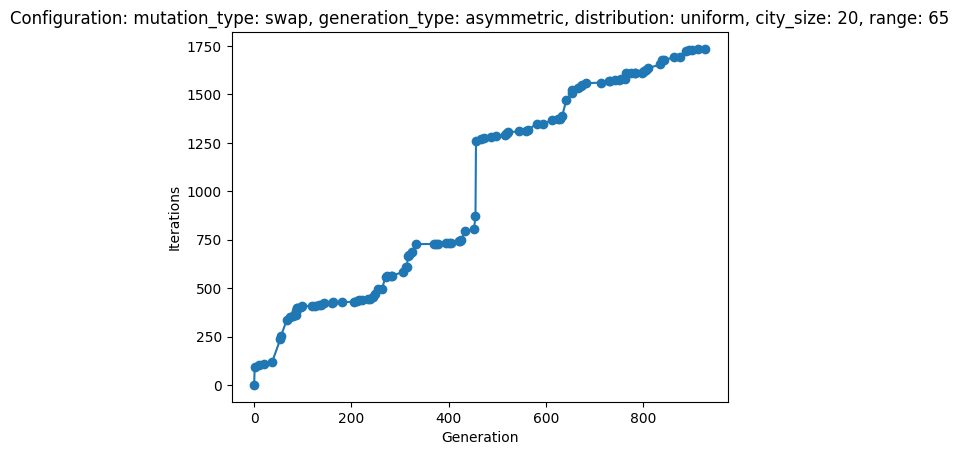 Configuration: mutation_type: swap, generation_type: asymmetric, distribution: uniform, city_size: 20, range: 65
1750
1500
1250
1000
750
500
250
0
Iterations
0 200 400 600 800
Generation